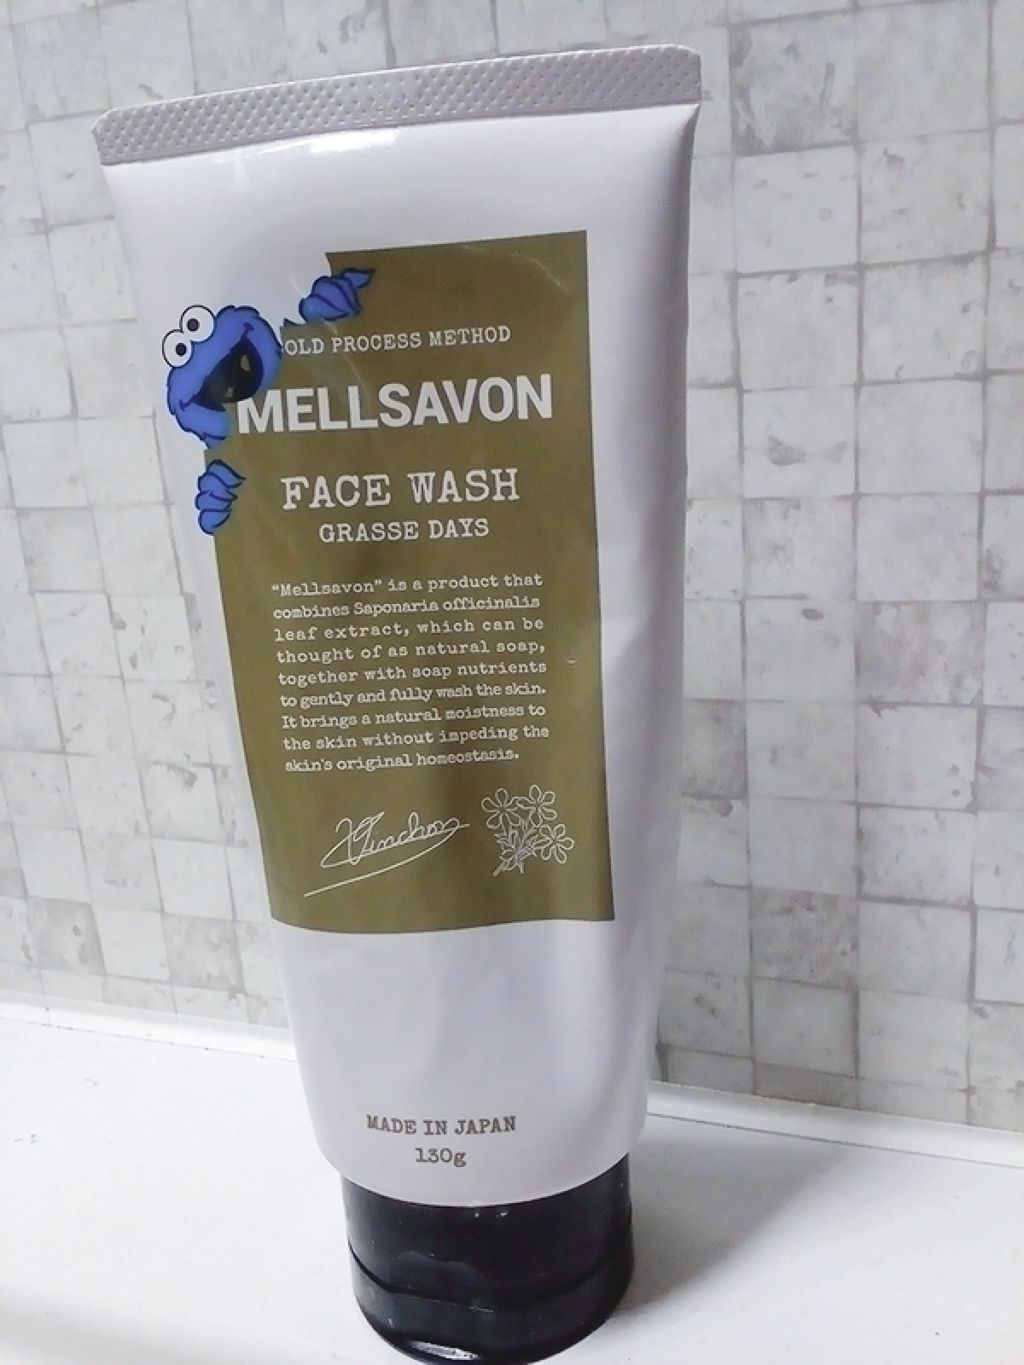 OLD PROCESS METHOD
MELLSAVON
FACE WASH
GRASSE DAYS
“Mellsavon” is a product that
combines Saponaria officinalis
leaf extract, which can be
thought of as natural soap,
together with soap nutrients
to gently and fully wash the skin.
It brings a natural moistness to
the skin without impeding the
skin's original homeostasis.
MADE IN JAPAN
130g